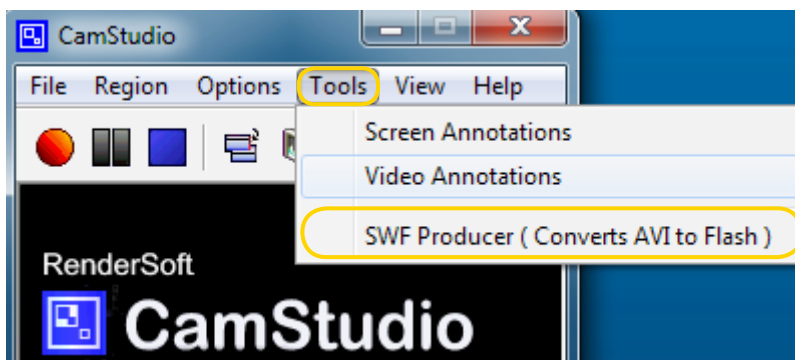 CamStudio
File Region Options Tools View Help
Screen Annotations
Video Annotations
SWF Producer ( Converts AVI to Flash )
RenderSoft
CamStudio